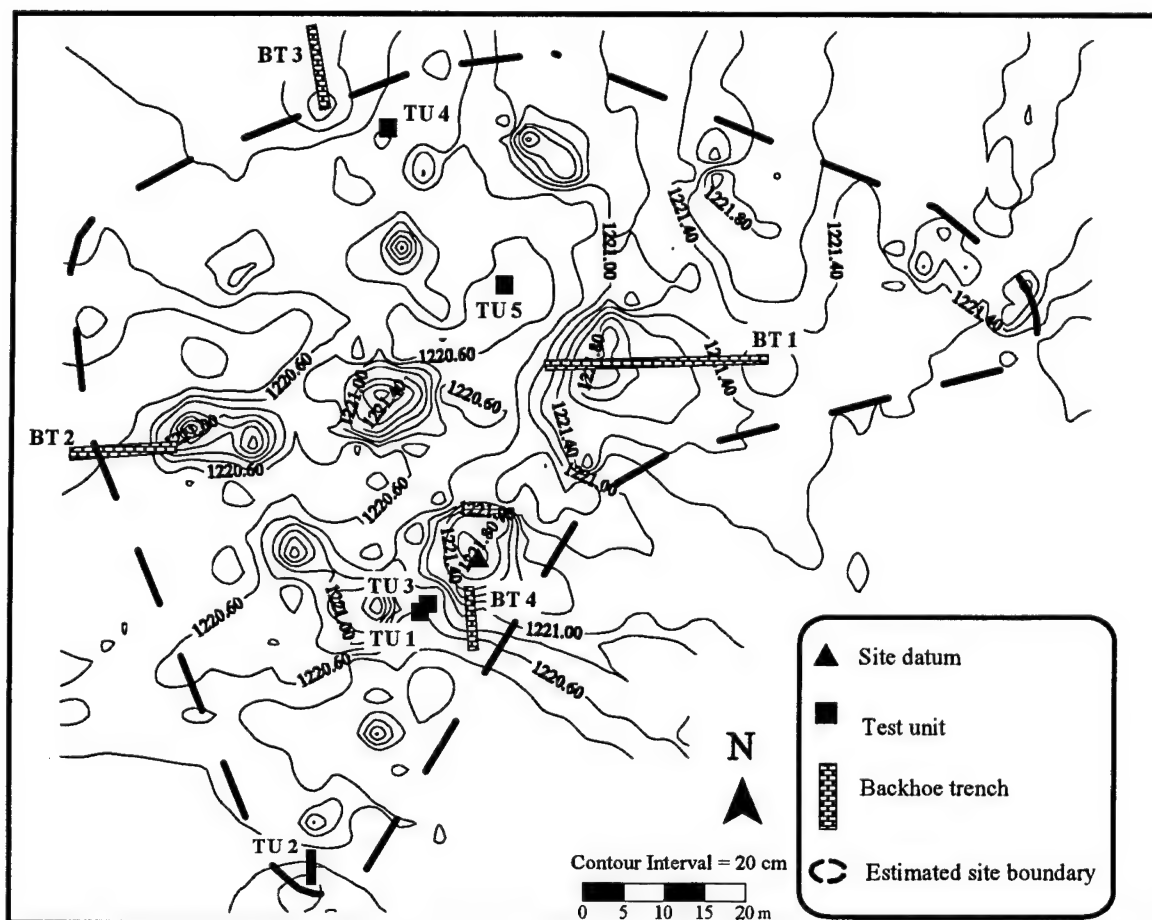 BT 3
TU 4
1221.80
1221.40
1221.00
1221.40
TU 5
1221.40
BT 1
1220.60
1220.60
1221.40
1221.00
1221.40
1220.60
BT 2
1220.60
1221.40
1221.00
1220.60
1221.80
1221.40
TU 3
BT 4
1220.60
1221.00
1221.00
TU 1
1220.60
1220.60
TU 2
N
Contour Interval = 20 cm
0 5 10 15 20 m
Site datum
Test unit
Backhoe trench
Estimated site boundary